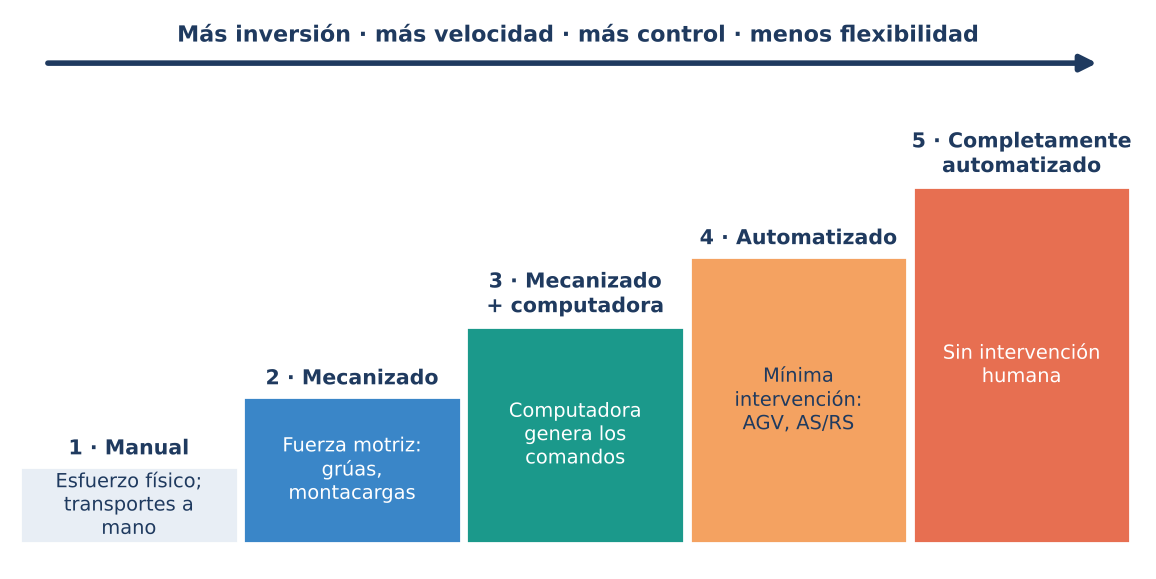 Más inversión · más velocidad · más control · menos flexibilidad
1 · Manual
Esfuerzo físico;
transportes a
mano
2 · Mecanizado
Fuerza motriz:
grúas,
montacargas
3 · Mecanizado
+ computadora
Computadora
genera los
comandos
4 · Automatizado
Mínima
intervención:
AGV, AS/RS
5 · Completamente
automatizado
Sin intervención
humana